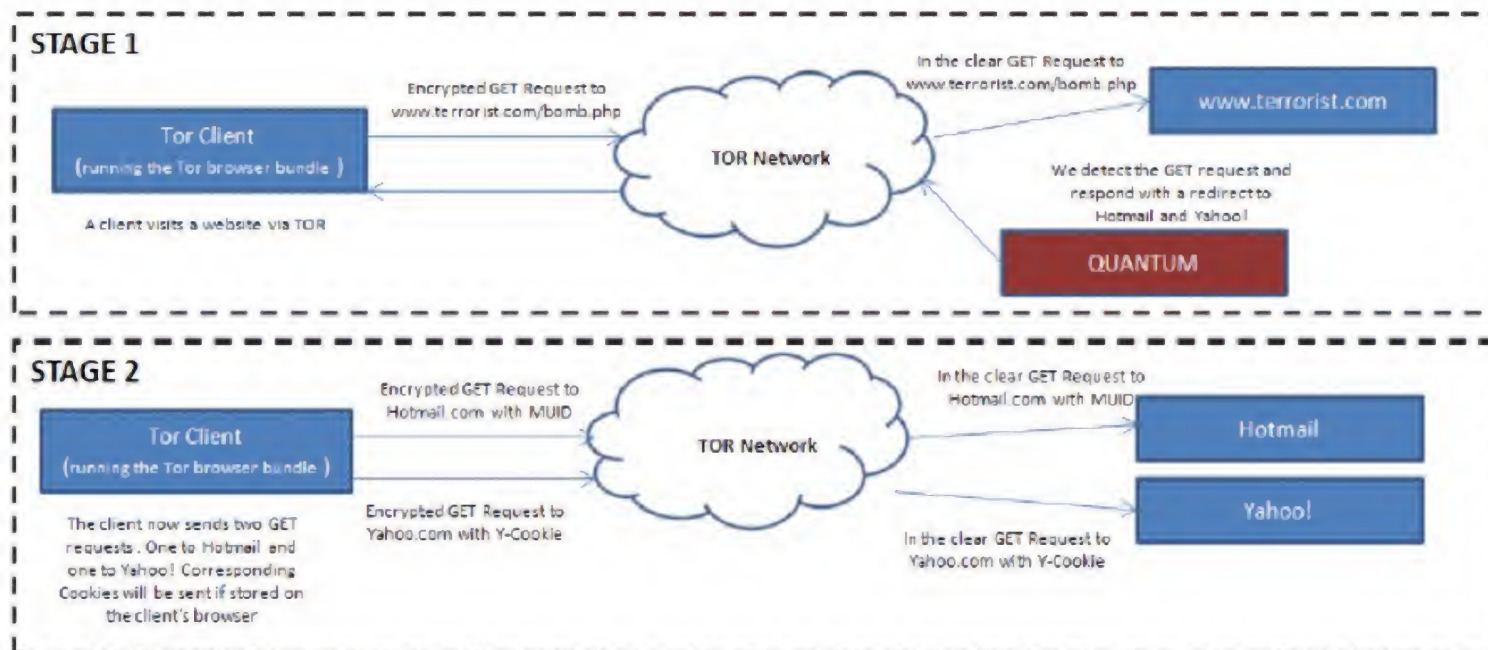 STAGE 1
Tor Client
(running the Tor browser bundle )
A client visits a website via TOR
Encrypted GET Request to
www.terrorist.com/bomb.php
TOR Network
In the clear GET Request to
www.terrorist.com/bomb.php
www.terrorist.com
We detect the GET request and
respond with a redirect to
Hotmail and Yahoo!
QUANTUM
STAGE 2
Tor Client
(running the Tor browser bundle )
The client now sends two GET
requests. One to Hotmail and
one to Yahoo! Corresponding
Cookies will be sent if stored on
the client's browser
Encrypted GET Request to
Hotmail.com with MUID
Encrypted GET Request to
Yahoo.com with Y-Cookie
TOR Network
In the clear GET Request to
Hotmail.com with MUID
Hotmail
Yahoo!
In the clear GET Request to
Yahoo.com with Y-Cookie